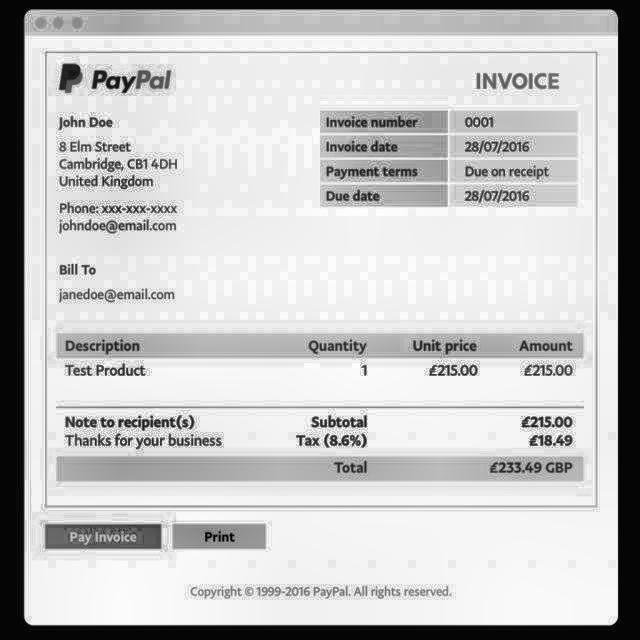 PayPal
INVOICE
John Doe
8 Elm Street
Cambridge, CB1 4DH
United Kingdom
Phone: xxx-xxx-xxxx
johndoe@email.com
Invoice number 0001
Invoice date 28/07/2016
Payment terms Due on receipt
Due date 28/07/2016
Bill To
janedoe@email.com
Description Quantity Unit price Amount
Test Product 1 £215.00 £215.00
Note to recipient(s) Subtotal £215.00
Thanks for your business Tax (8.6%) £18.49
Total £233.49 GBP
Pay Invoice Print
Copyright © 1999-2016 PayPal. All rights reserved.